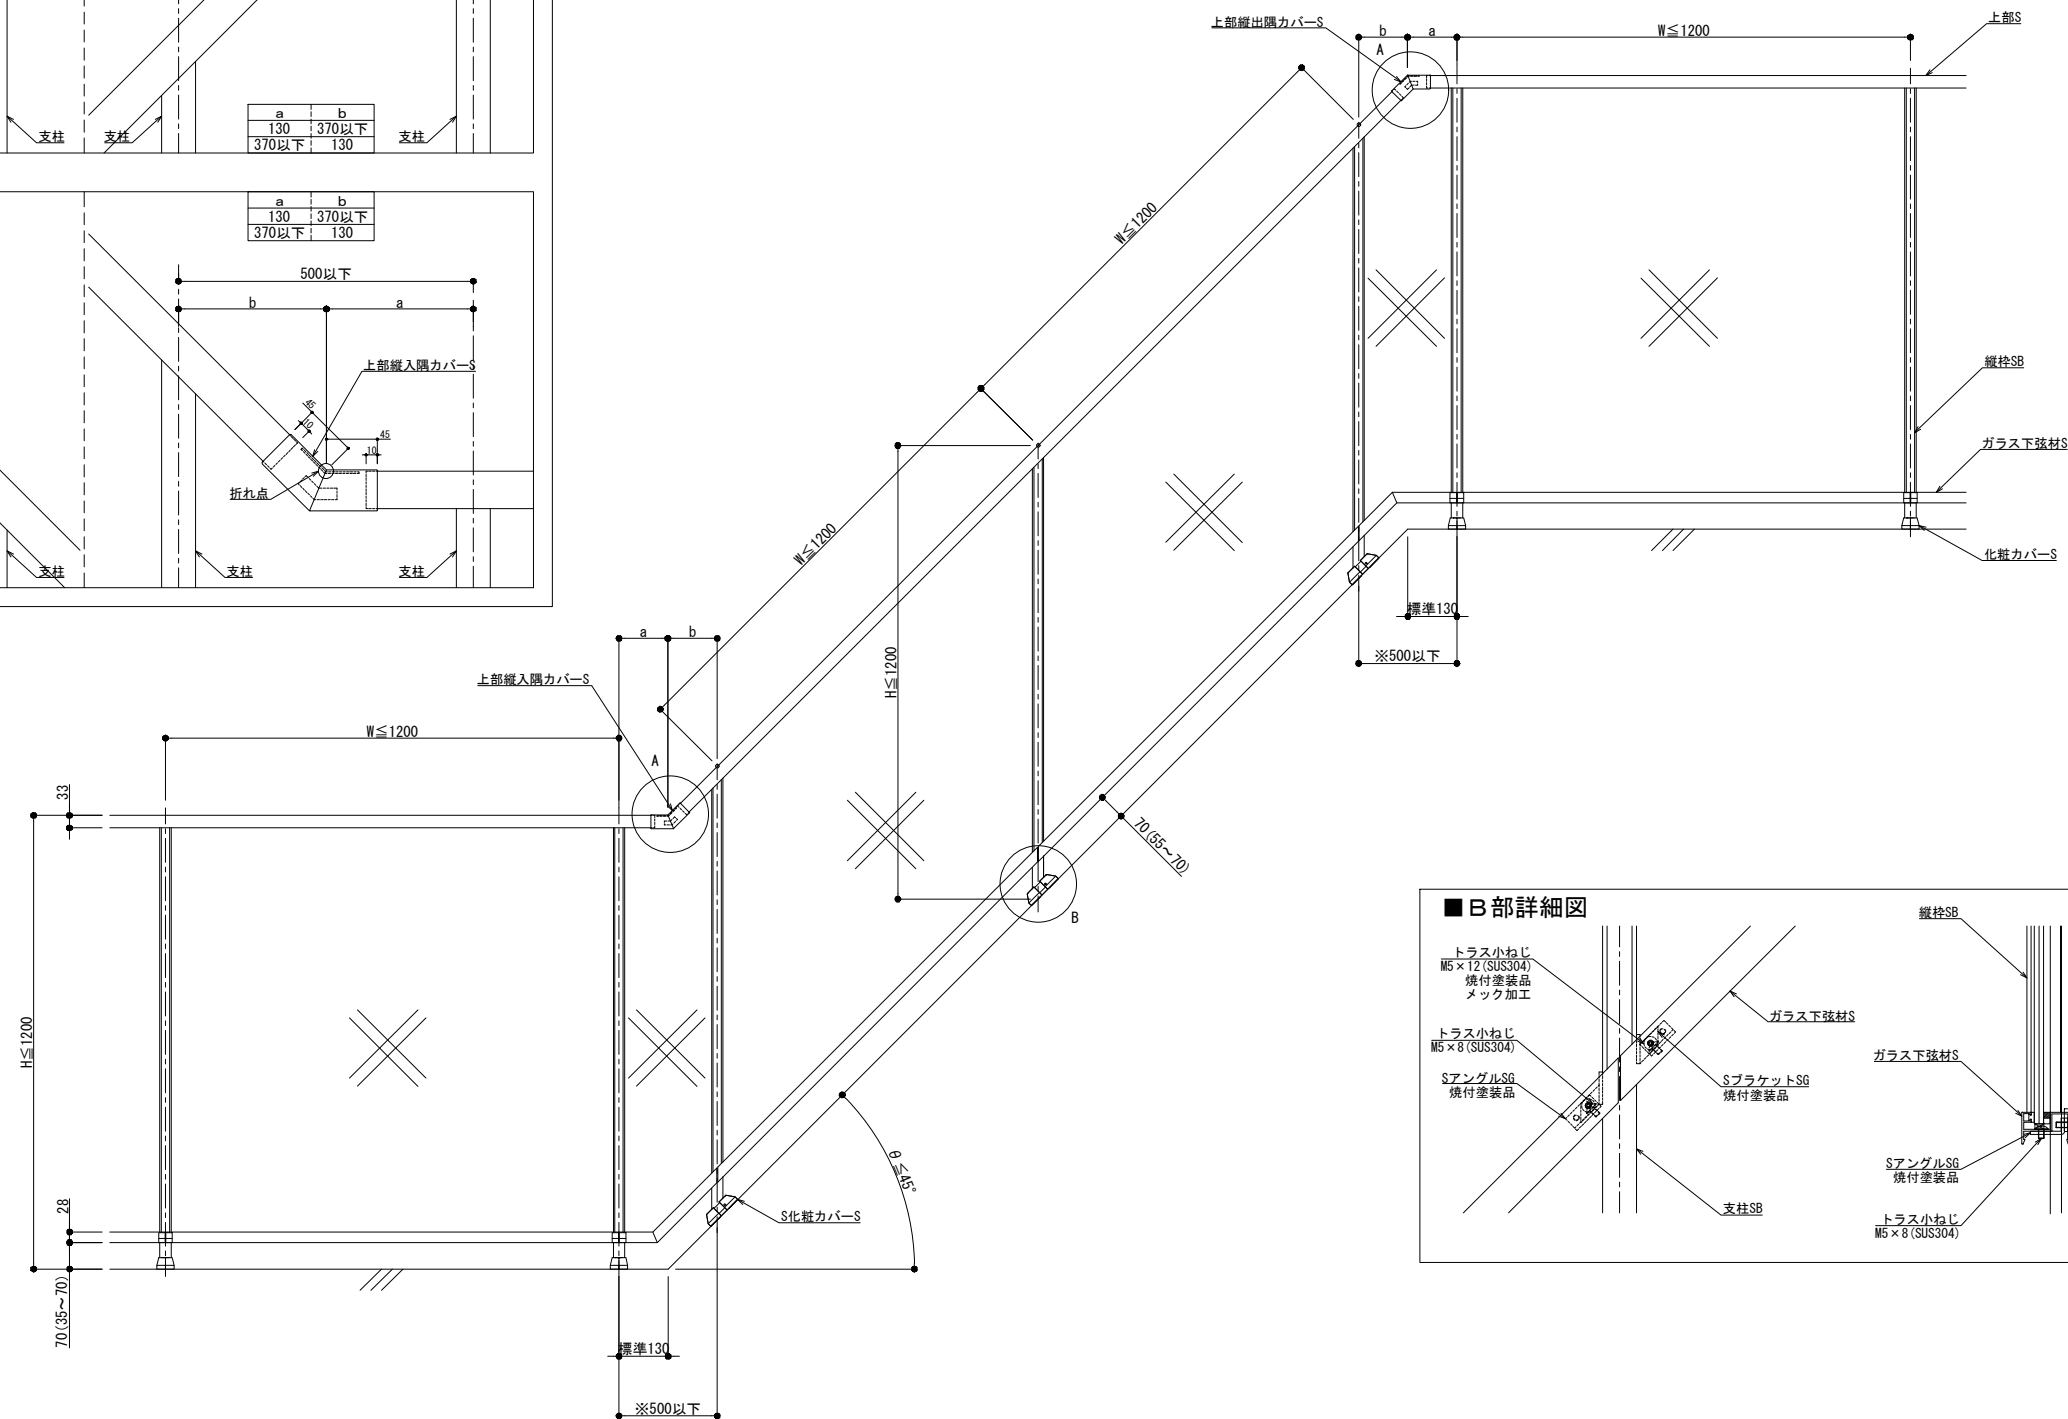 支柱
支柱
支柱
a b
130 370以下
370以下 130
a b
130 370以下
370以下 130
500以下
b
a
上部縦入隅カバーS
45
10
45
10
折れ点
支柱
支柱
支柱
上部縦出隅カバーS
b
a
W≦1200
上部S
A
W≦1200
縦枠SB
ガラス下弦材S
化粧カバーS
標準130
※500以下
W≦1200
H≦1200
a
b
上部縦入隅カバーS
A
W≦1200
33
H≦1200
28
70(35~70)
70(55~70)
B
θ≦45°
S化粧カバーS
標準130
※500以下
■B部詳細図
トラス小ねじ
M5×12(SUS304)
焼付塗装品
メック加工
トラス小ねじ
M5×8(SUS304)
SアングルSG
焼付塗装品
ガラス下弦材S
SブラケットSG
焼付塗装品
支柱SB
縦枠SB
ガラス下弦材S
SアングルSG
焼付塗装品
トラス小ねじ
M5×8(SUS304)